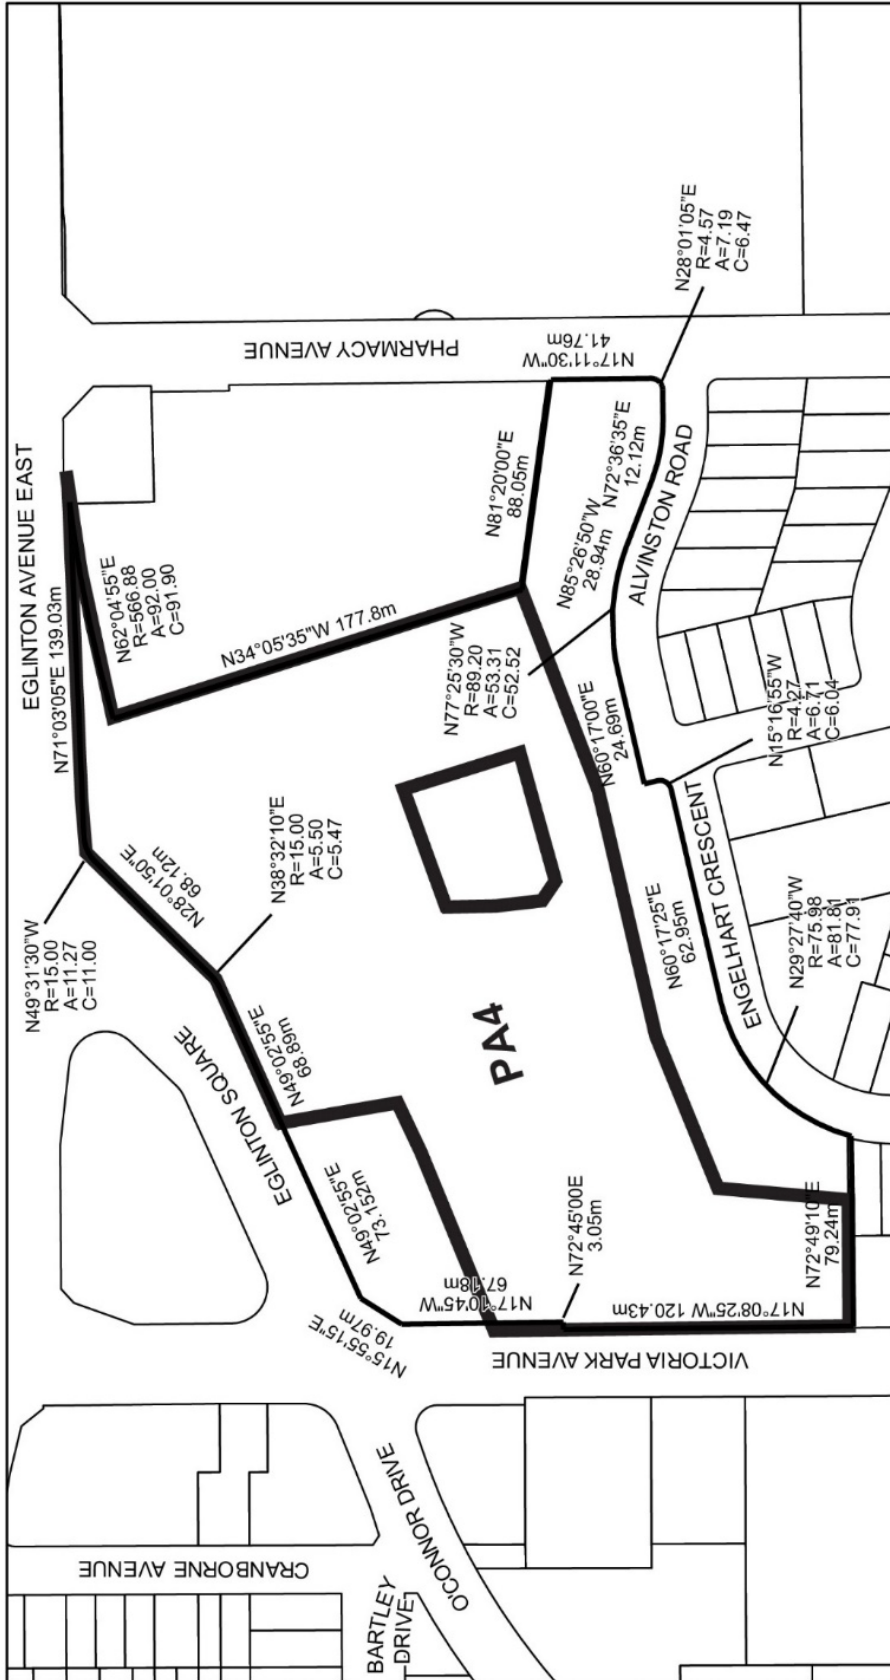 EGLINTON AVENUE EAST
N71°03'05"E 139.03m
N62°04'55"E
R=566.88
A=92.00
C=91.90
N34°05'35"W 177.8m
PHARMACY AVENUE
N17°11'30"W
41.76m
N28°01'05"E
R=4.57
A=7.19
C=6.47
N81°20'00"E
88.05m
N72°36'35"E
12.12m
N85°26'50"W
28.94m
ALVINSTON ROAD
N77°25'30"W
R=89.20
A=53.31
C=52.52
N60°17'00"E
24.69m
N15°16'55"W
R=4.27
A=6.71
C=6.04
N49°31'30"W
R=15.00
A=11.27
C=11.00
N28°01'50"E
68.12m
N38°32'10"E
R=15.00
A=5.50
C=5.47
EGLINTON SQUARE
N49°02'55"E
68.89m
PA4
N60°17'25"E
62.95m
ENGELHART CRESCENT
N29°27'40"W
R=75.98
A=81.81
C=77.91
N49°02'55"E
73.152m
N15°55'15"E
19.97m
N17°10'45"W
67.18m
N72°45'00E
3.05m
N17°08'25"W 120.43m
N72°49'10"E
79.24m
VICTORIA PARK AVENUE
O'CONNOR DRIVE
CRANBORNE AVENUE
BARTLEY
DRIVE